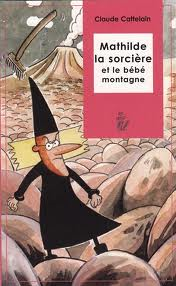 Claude Cattelain
Mathilde
la sorcière
et le bébé
montagne